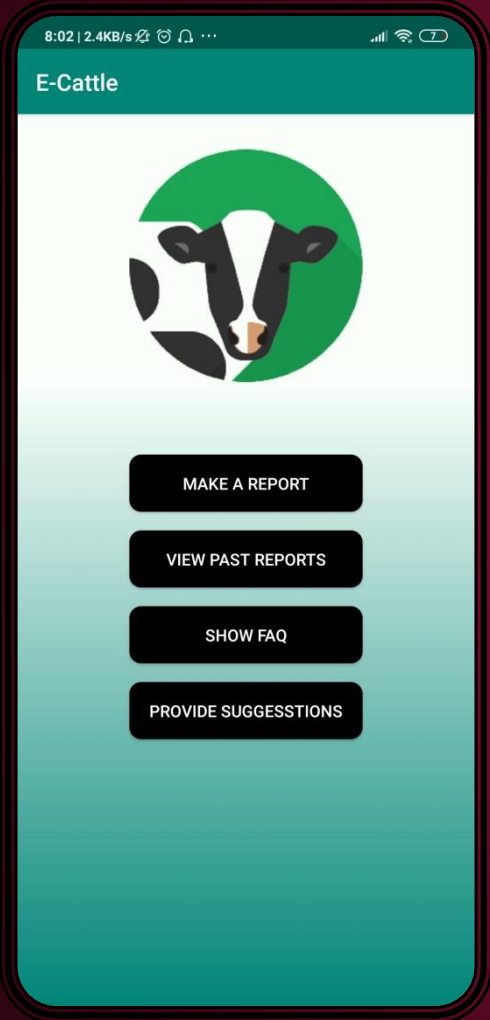 8:02 | 2.4KB/s ... 7
E-Cattle
MAKE A REPORT
VIEW PAST REPORTS
SHOW FAQ
PROVIDE SUGGESSTIONS